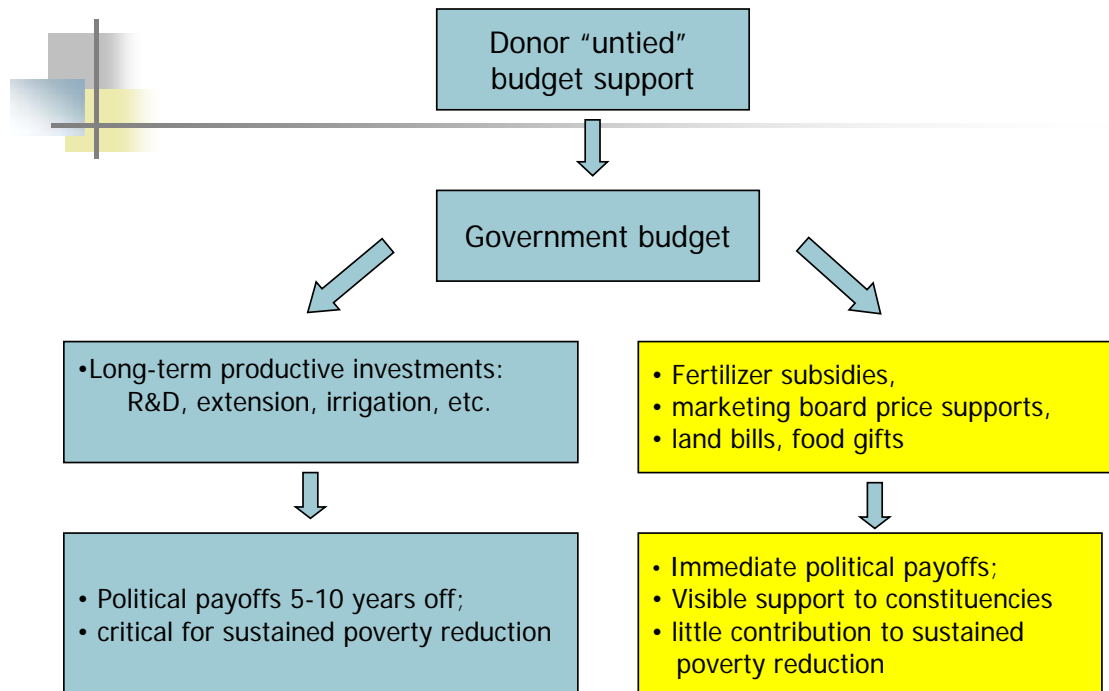 Donor “untied”
budget support
Government budget
•Long-term productive investments:
R&D, extension, irrigation, etc.
• Fertilizer subsidies,
• marketing board price supports,
• land bills, food gifts
• Political payoffs 5-10 years off;
• critical for sustained poverty reduction
• Immediate political payoffs;
• Visible support to constituencies
• little contribution to sustained
poverty reduction